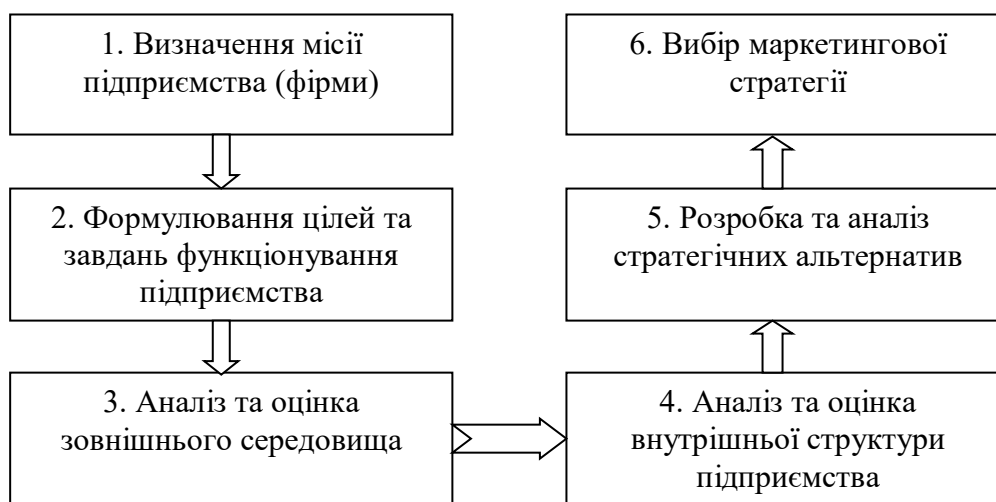 1. Визначення місії
підприємства (фірми)
2. Формулювання цілей та
завдань функціонування
підприємства
3. Аналіз та оцінка
зовнішнього середовища
4. Аналіз та оцінка
внутрішньої структури
підприємства
5. Розробка та аналіз
стратегічних альтернатив
6. Вибір маркетингової
стратегії